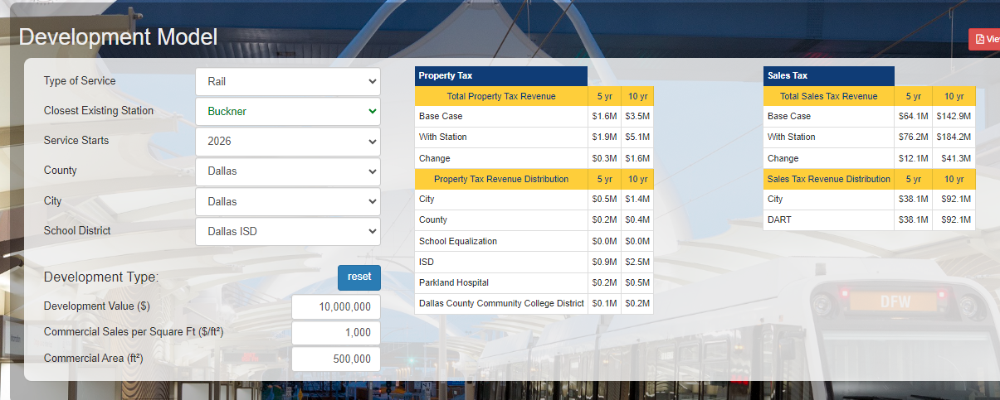 Development Model
View
Type of Service Rail
Closest Existing Station Buckner
Service Starts 2026
County Dallas
City Dallas
School District Dallas ISD
Development Type: reset
Development Value ($) 10,000,000
Commercial Sales per Square Ft ($/ft²) 1,000
Commercial Area (ft²) 500,000
Property Tax
Total Property Tax Revenue 5 yr 10 yr
Base Case $1.6M $3.5M
With Station $1.9M $5.1M
Change $0.3M $1.6M
Property Tax Revenue Distribution 5 yr 10 yr
City $0.5M $1.4M
County $0.2M $0.4M
School Equalization $0.0M $0.0M
ISD $0.9M $2.5M
Parkland Hospital $0.2M $0.5M
Dallas County Community College District $0.1M $0.2M
Sales Tax
Total Sales Tax Revenue 5 yr 10 yr
Base Case $64.1M $142.9M
With Station $76.2M $184.2M
Change $12.1M $41.3M
Sales Tax Revenue Distribution 5 yr 10 yr
City $38.1M $92.1M
DART $38.1M $92.1M
DFW